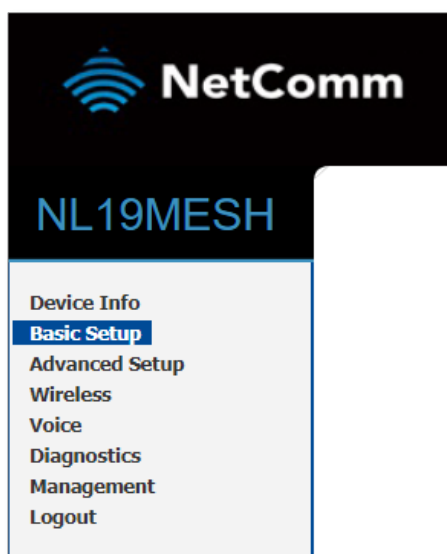 NetComm
NL19MESH
Device Info
Basic Setup
Advanced Setup
Wireless
Voice
Diagnostics
Management
Logout